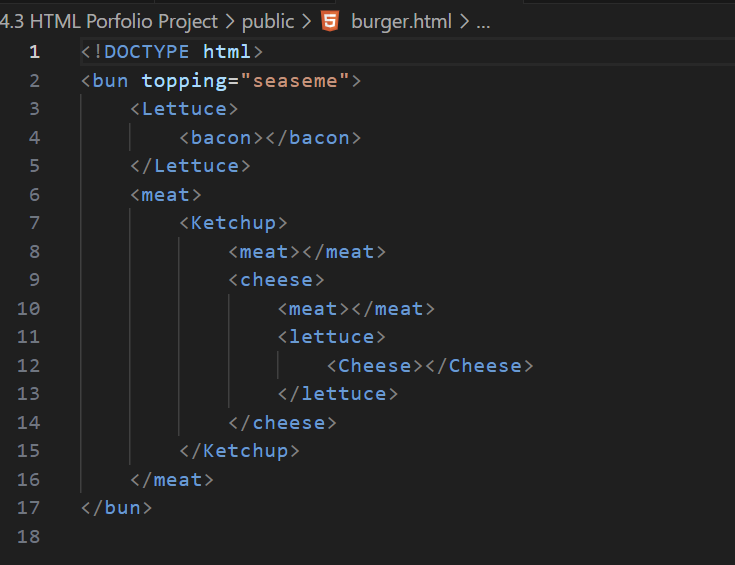 4.3 HTML Porfolio Project > public > burger.html > ...
1 <!DOCTYPE html>
2 <bun topping="seaseme">
3 <Lettuce>
4 <bacon></bacon>
5 </Lettuce>
6 <meat>
7 <Ketchup>
8 <meat></meat>
9 <cheese>
10 <meat></meat>
11 <lettuce>
12 <Cheese></Cheese>
13 </lettuce>
14 </cheese>
15 </Ketchup>
16 </meat>
17 </bun>
18